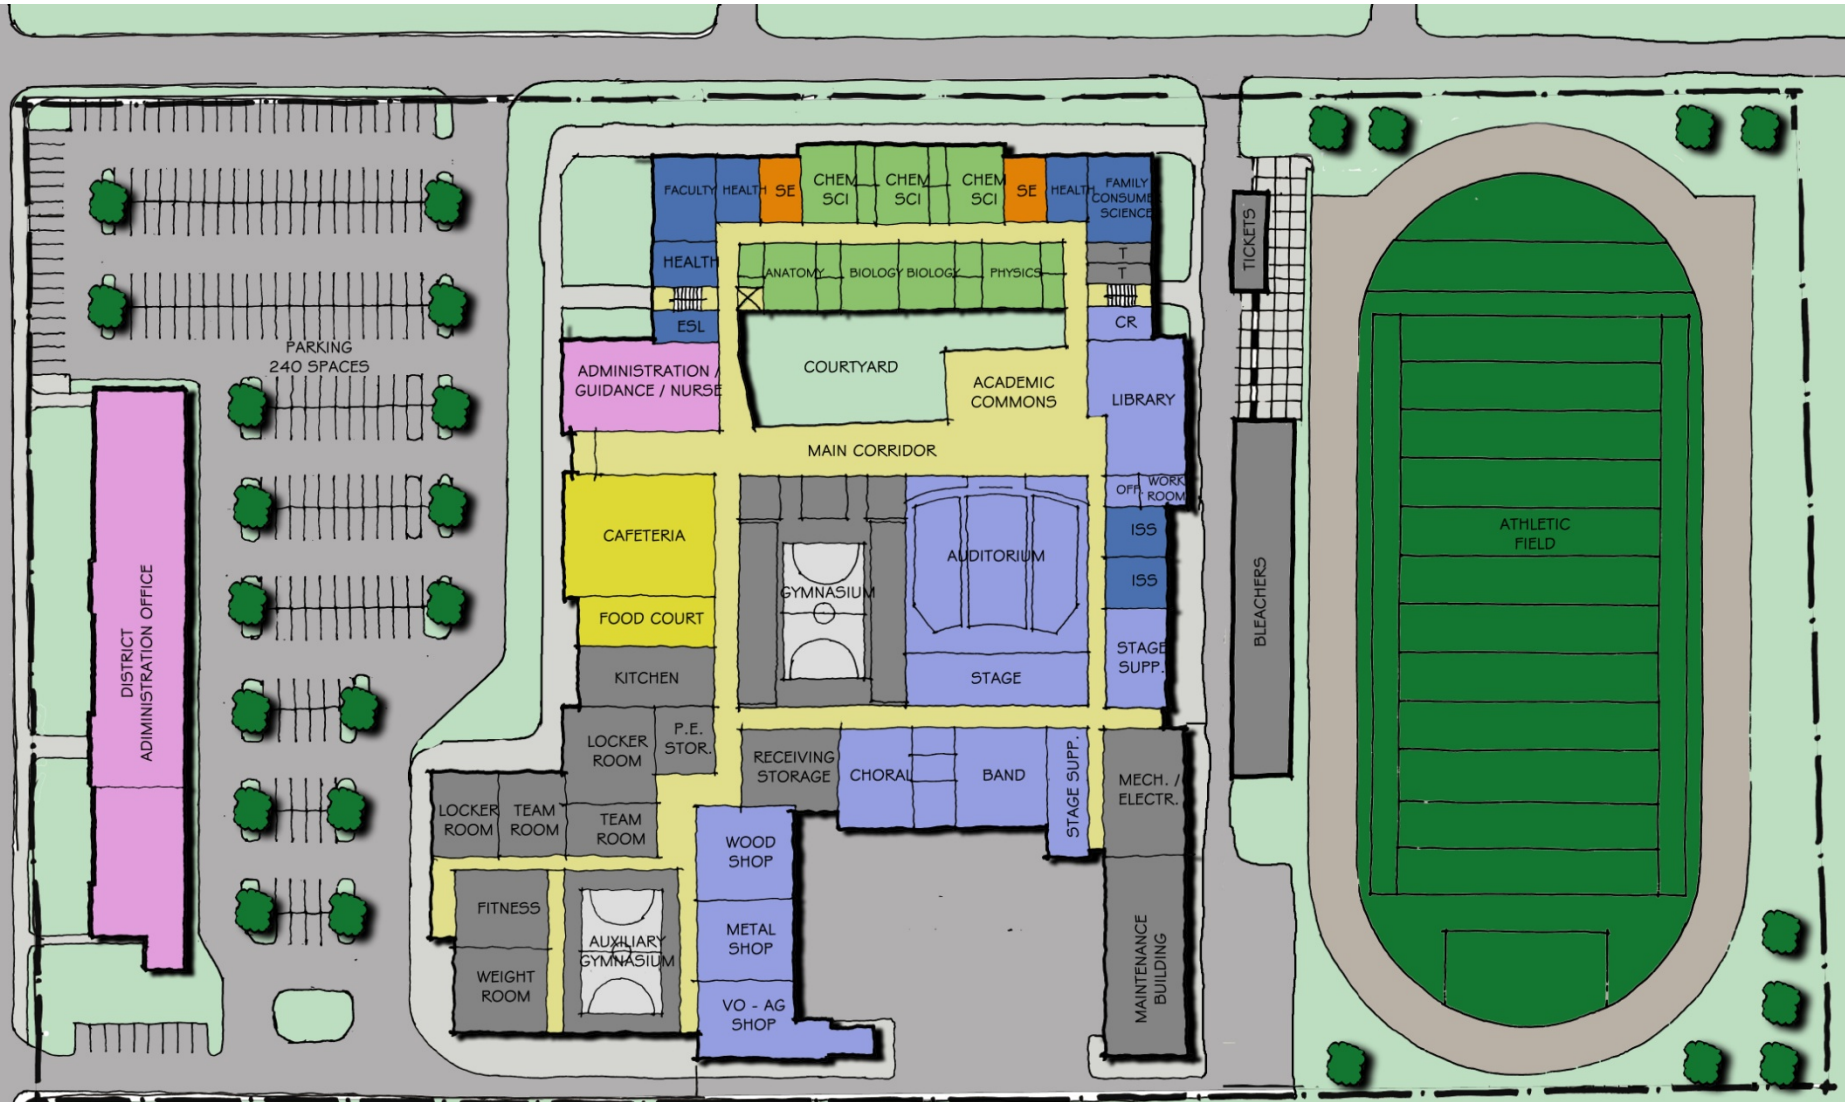 FACULTY
HEALTH
SE
CHEM
SCI
CHEM
SCI
CHEM
SCI
SE
HEALTH
FAMILY
CONSUME
SCIENCE
HEALTH
ANATOMY
BIOLOGY
BIOLOGY
PHYSICS
T
T
TICKETS
ESL
CR
PARKING
240 SPACES
ADMINISTRATION /
GUIDANCE / NURSE
COURTYARD
ACADEMIC
COMMONS
LIBRARY
MAIN CORRIDOR
OFF.
WORK
ROOM
CAFETERIA
GYMNASIUM
AUDITORIUM
ISS
ISS
ATHLETIC
FIELD
BLEACHERS
FOOD COURT
DISTRICT
ADIMINISTRATION OFFICE
KITCHEN
STAGE
STAGE
SUPP.
LOCKER
ROOM
P.E.
STOR.
RECEIVING
STORAGE
CHORAL
BAND
STAGE SUPP.
MECH. /
ELECTR.
LOCKER
ROOM
TEAM
ROOM
TEAM
ROOM
WOOD
SHOP
FITNESS
AUXILIARY
GYMNASIUM
METAL
SHOP
MAINTENANCE
BUILDING
WEIGHT
ROOM
VO - AG
SHOP